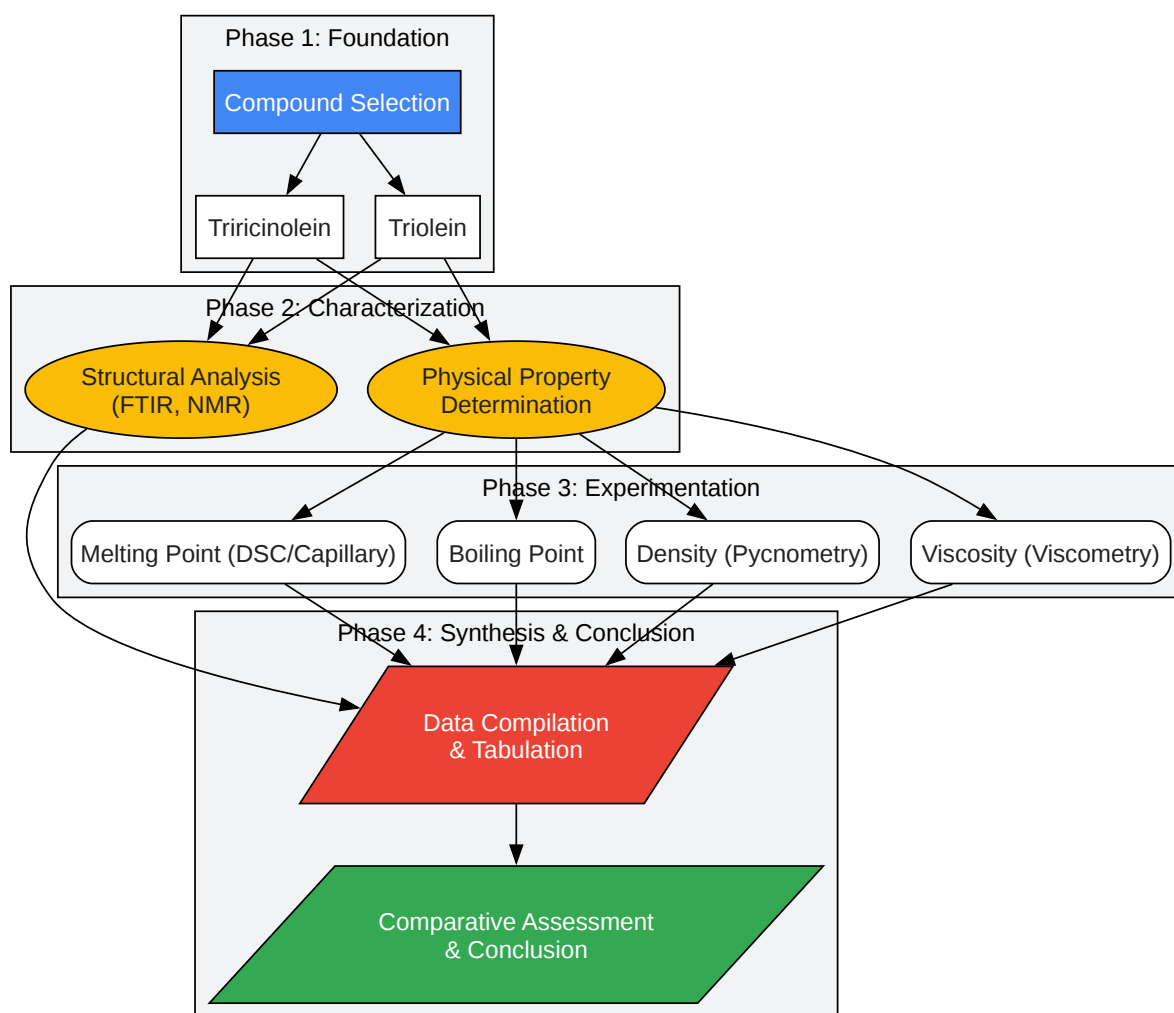 Phase 1: Foundation
Compound Selection
Triricinolein
Triolein
Phase 2: Characterization
Structural Analysis
(FTIR, NMR)
Physical Property
Determination
Phase 3: Experimentation
Melting Point (DSC/Capillary)
Boiling Point
Density (Pycnometry)
Viscosity (Viscometry)
Phase 4: Synthesis & Conclusion
Data Compilation
& Tabulation
Comparative Assessment
& Conclusion